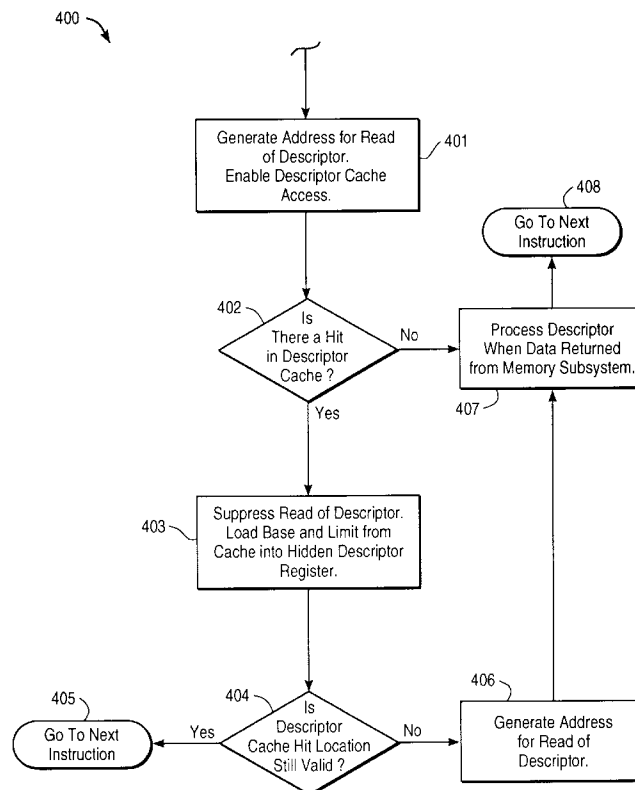 400
Generate Address for Read
of Descriptor.
Enable Descriptor Cache
Access.
401
408
Go To Next
Instruction
402
Is
There a Hit
in Descriptor
Cache ?
No
Yes
Process Descriptor
When Data Returned
from Memory Subsystem.
407
403
Suppress Read of Descriptor.
Load Base and Limit from
Cache into Hidden Descriptor
Register.
405
Go To Next
Instruction
Yes
404
Is
Descriptor
Cache Hit Location
Still Valid ?
No
406
Generate Address
for Read of
Descriptor.